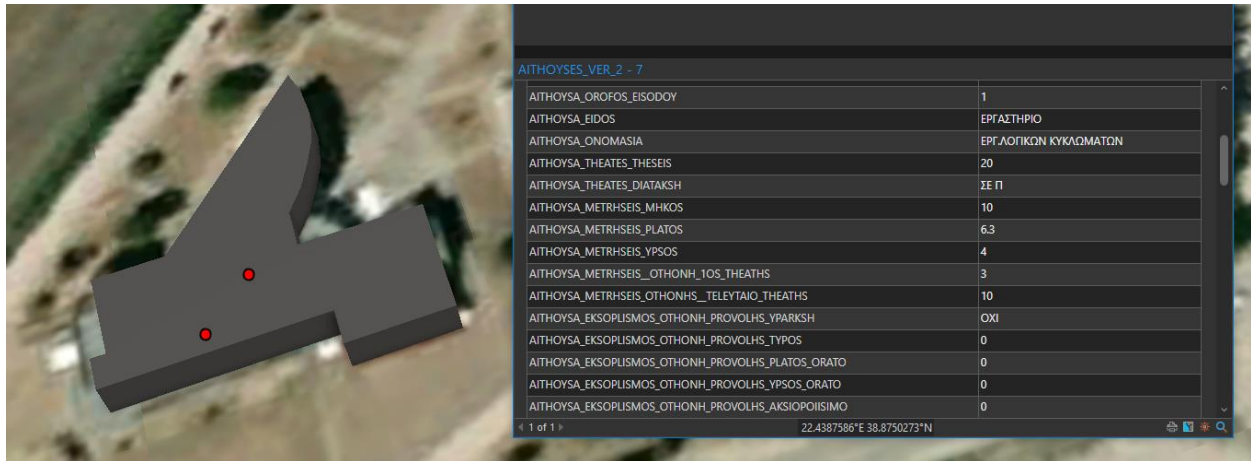 AITHOYSES_VER_2 - 7
AITHOYSA_OROFOS_EISODOY 1
AITHOYSA_EIDOS ΕΡΓΑΣΤΗΡΙΟ
AITHOYSA_ONOMASIA ΕΡΓ.ΛΟΓΙΚΩΝ ΚΥΚΛΩΜΑΤΩΝ
AITHOYSA_THEATES_THESEIS 20
AITHOYSA_THEATES_DIATAKSH ΣΕ Π
AITHOYSA_METRHSEIS_MHKOS 10
AITHOYSA_METRHSEIS_PLATOS 6.3
AITHOYSA_METRHSEIS_YPSOS 4
AITHOYSA_METRHSEIS__OTHONH_1OS_THEATHS 3
AITHOYSA_METRHSEIS_OTHONHS__TELEYTAIO_THEATHS 10
AITHOYSA_EKSOPLISMOS_OTHONH_PROVOLHS_YPARKSH ΟΧΙ
AITHOYSA_EKSOPLISMOS_OTHONH_PROVOLHS_TYPOS 0
AITHOYSA_EKSOPLISMOS_OTHONH_PROVOLHS_PLATOS_ORATO 0
AITHOYSA_EKSOPLISMOS_OTHONH_PROVOLHS_YPSOS_ORATO 0
AITHOYSA_EKSOPLISMOS_OTHONH_PROVOLHS_AKSIOPOIISIMO 0
1 of 1 22.4387586°E 38.8750273°N